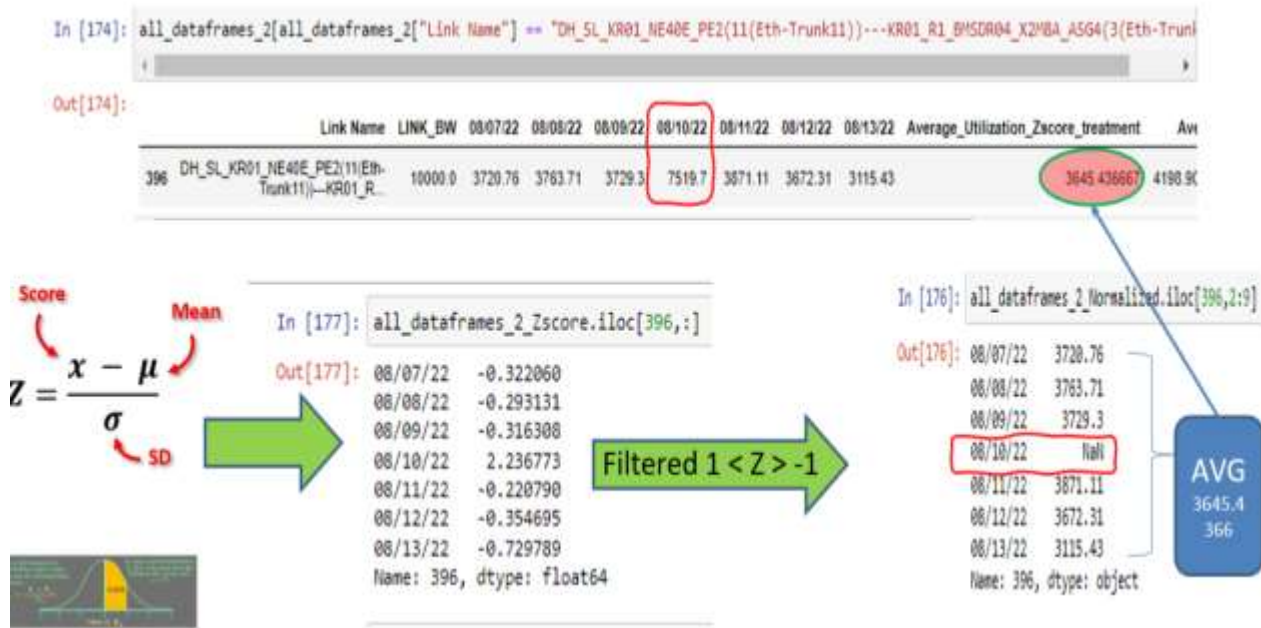 In [174]: all_dataframes_2[all_dataframes_2["Link Name"] == "DH_SL_KR01_NE40E_PE2(11(Eth-Trunk11))---KR01_R1_BMSDR04_X2M8A_ASG4(3(Eth-Trunk
Out[174]:
Link Name LINK_BW 08/07/22 08/08/22 08/09/22 08/10/22 08/11/22 08/12/22 08/13/22 Average_Utilization_Zscore_treatment Ave
396 DH_SL_KR01_NE40E_PE2(11(Eth-Trunk11))---KR01_R... 10000.0 3720.76 3763.71 3729.3 7519.7 3871.11 3672.31 3115.43 3645.436667 4198.90
Score
Mean
Z = x − μ
σ
SD
In [177]: all_dataframes_2_Zscore.iloc[396,:]
Out[177]: 08/07/22 -0.322060
08/08/22 -0.293131
08/09/22 -0.316308
08/10/22 2.236773
08/11/22 -0.220790
08/12/22 -0.354695
08/13/22 -0.729789
Name: 396, dtype: float64
Filtered 1 < Z > -1
In [176]: all_dataframes_2_Normalized.iloc[396,2:9]
Out[176]: 08/07/22 3720.76
08/08/22 3763.71
08/09/22 3729.3
08/10/22 NaN
08/11/22 3871.11
08/12/22 3672.31
08/13/22 3115.43
Name: 396, dtype: object
AVG
3645.4
366